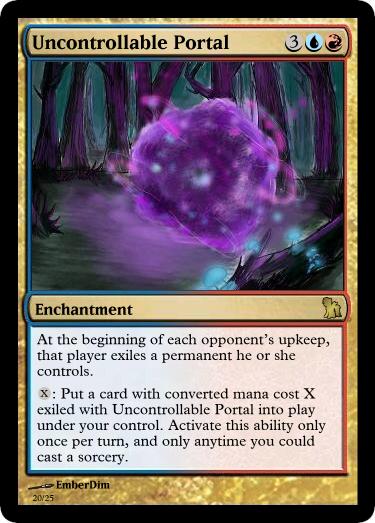 Uncontrollable Portal 3
Enchantment
At the beginning of each opponent's upkeep,
that player exiles a permanent he or she
controls.
X: Put a card with converted mana cost X
exiled with Uncontrollable Portal into play
under your control. Activate this ability only
once per turn, and only anytime you could
cast a sorcery.
EmberDim
20/25